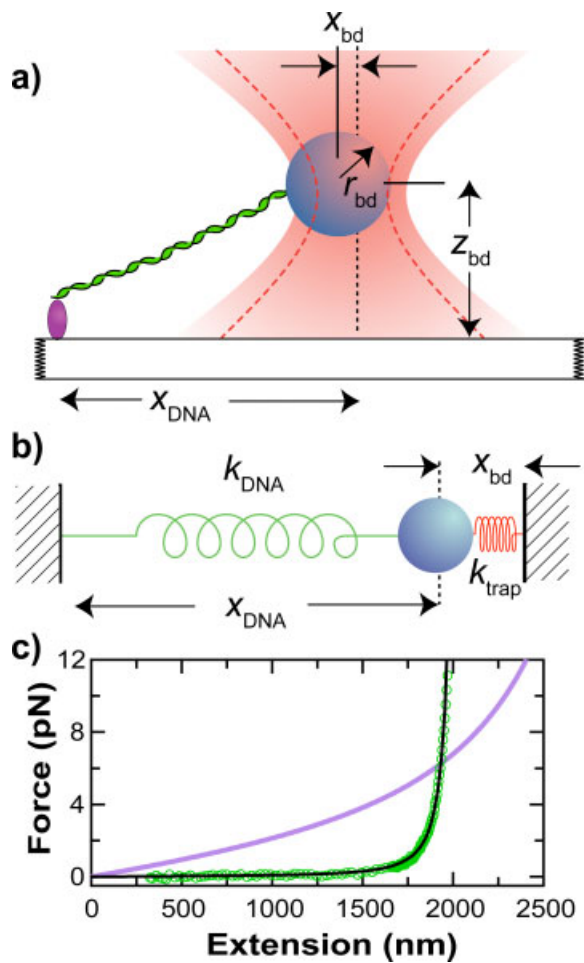 a)
x_bd
r_bd
z_bd
x_DNA
b)
k_DNA
x_bd
k_trap
x_DNA
c)
Force (pN)
12
8
4
0
0 500 1000 1500 2000 2500
Extension (nm)